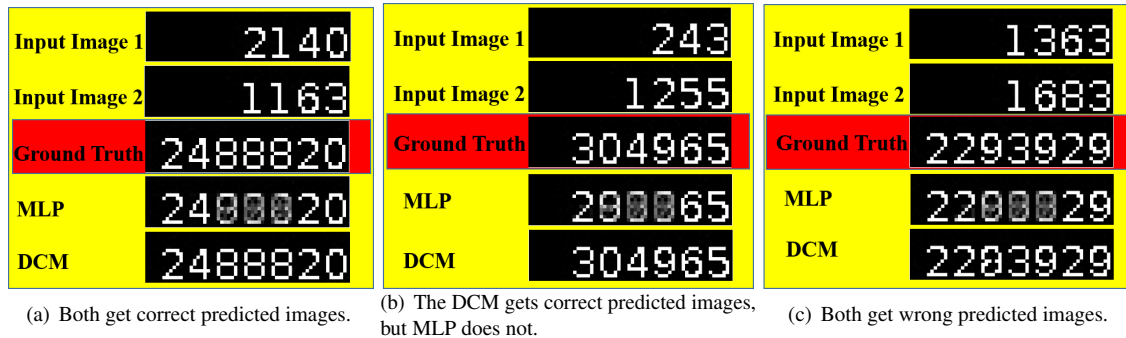 Input Image 1 2140
Input Image 2 1163
Ground Truth 2488820
MLP
DCM 2488820
(a) Both get correct predicted images.
Input Image 1 243
Input Image 2 1255
Ground Truth 304965
MLP
DCM 304965
(b) The DCM gets correct predicted images,
but MLP does not.
Input Image 1 1363
Input Image 2 1683
Ground Truth 2293929
MLP
DCM
(c) Both get wrong predicted images.